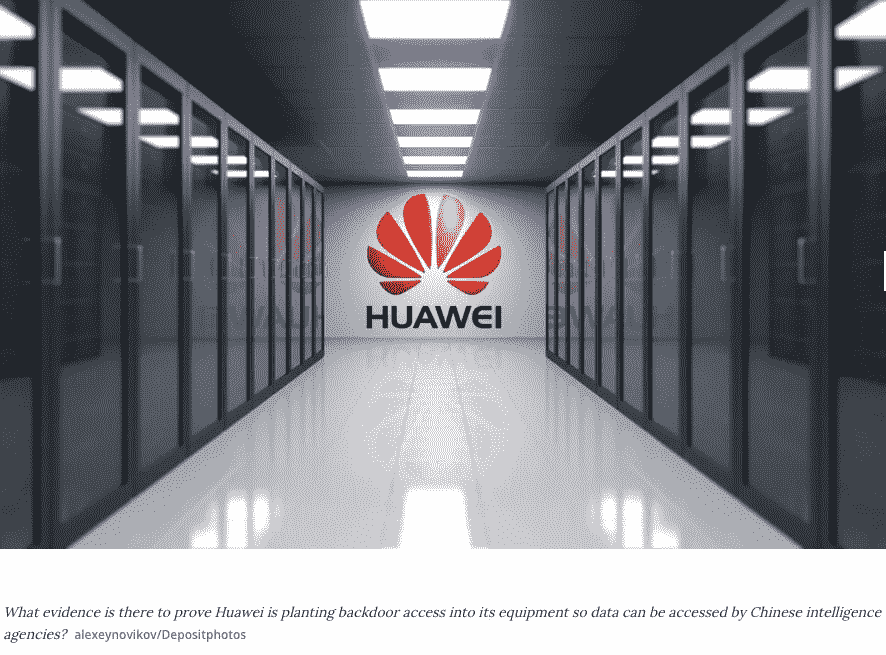 HUAWEI
What evidence is there to prove Huawei is planting backdoor access into its equipment so data can be accessed by Chinese intelligence
agencies? alexeynovikov/Depositphotos